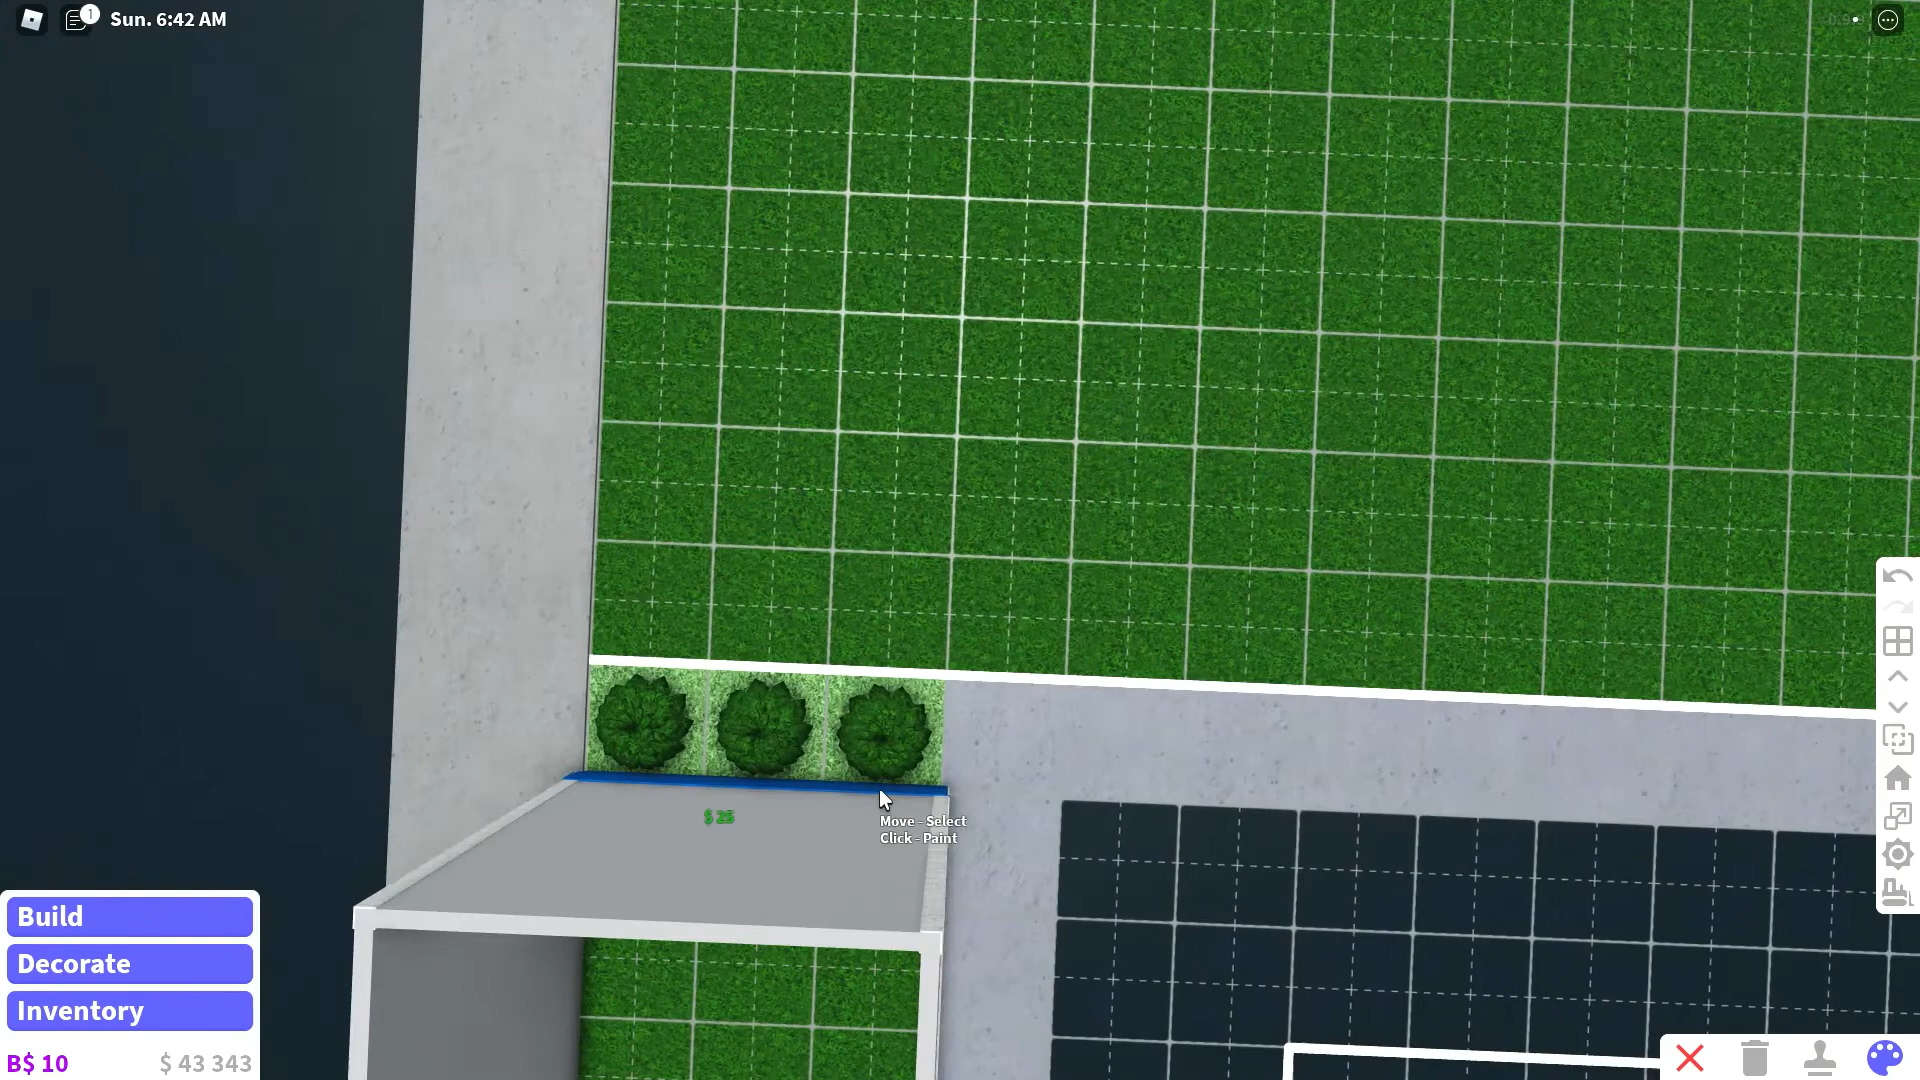 1
Sun. 6:42 AM
$ 25
Move - Select
Click - Paint
Build
Decorate
Inventory
B$ 10
$ 43 343